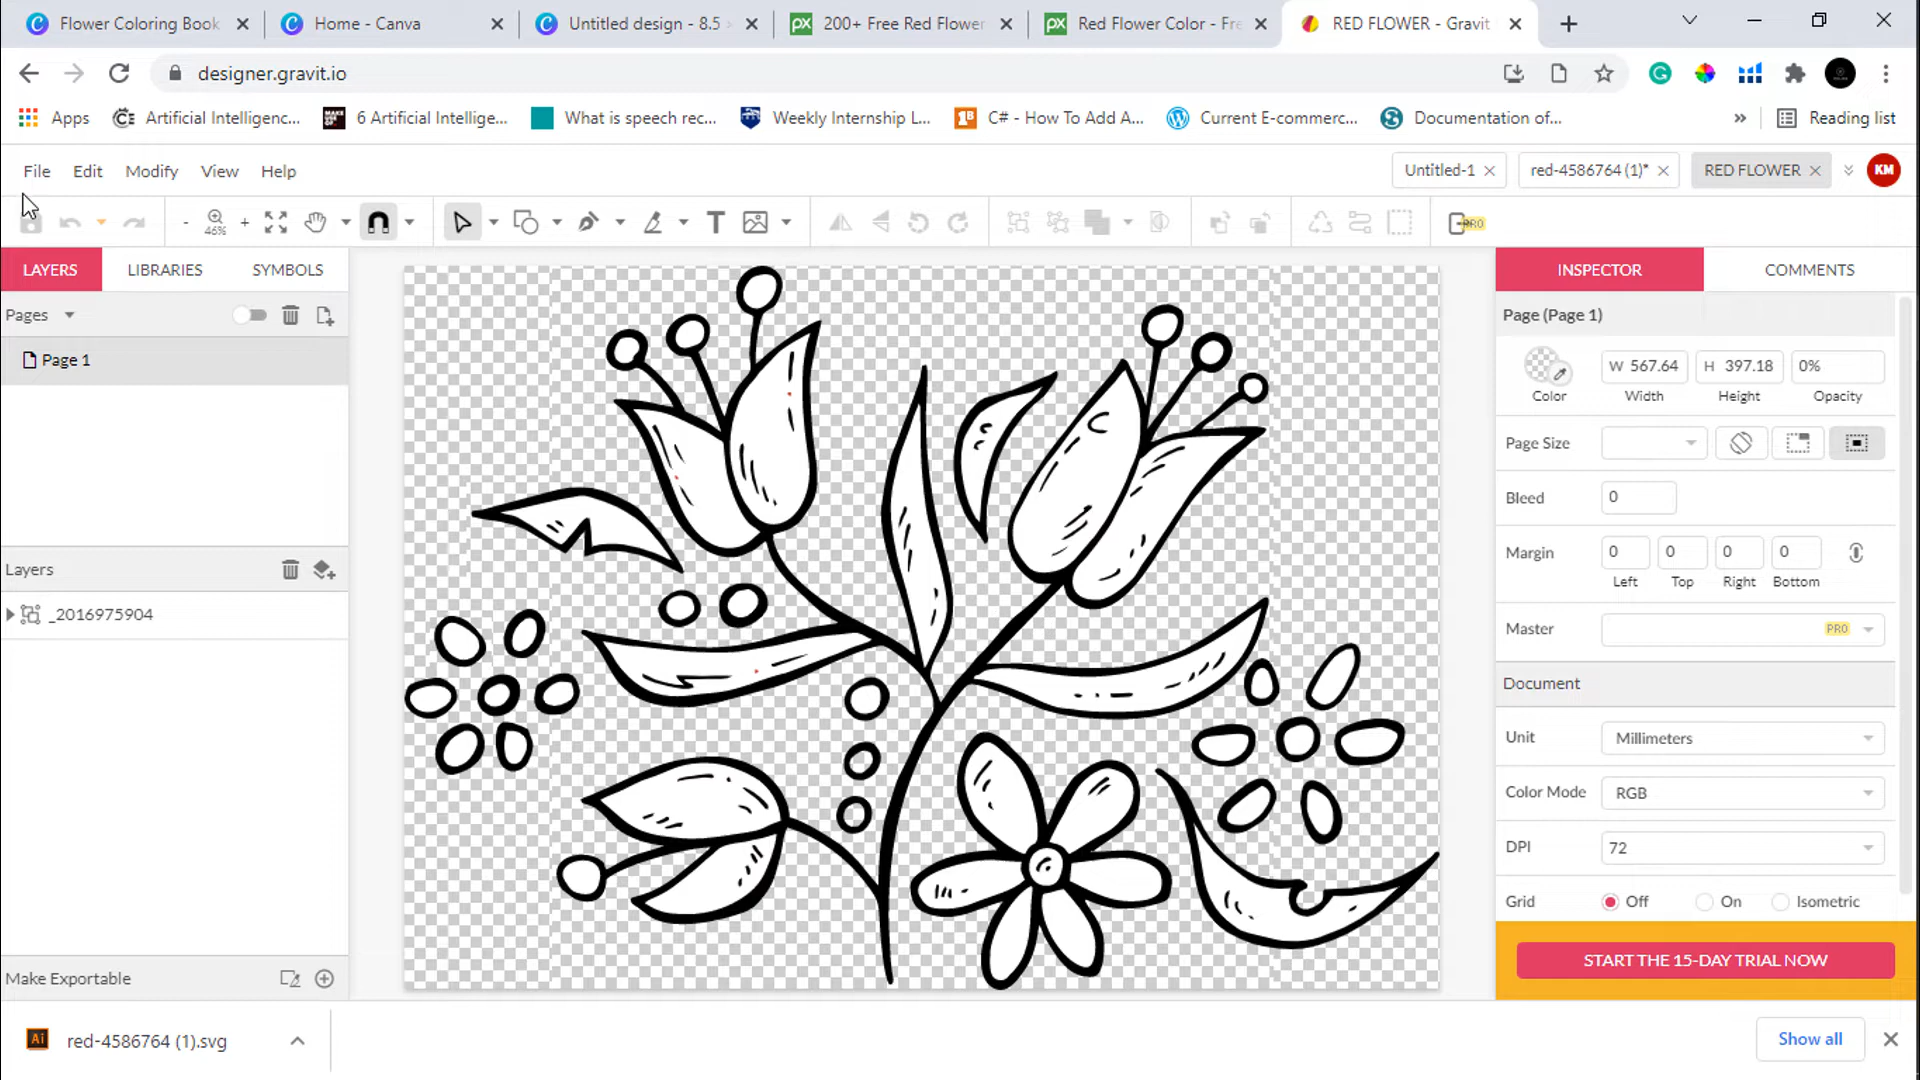 Flower Coloring Book
Home - Canva
Untitled design - 8.5
200+ Free Red Flower
Red Flower Color - Fre
RED FLOWER - Gravit
designer.gravit.io
Apps
Artificial Intelligenc...
6 Artificial Intellige...
What is speech rec...
Weekly Internship L...
C# - How To Add A...
Current E-commerc...
Documentation of...
»
Reading list
File
Edit
Modify
View
Help
Untitled-1
red-4586764 (1)*
RED FLOWER
KM
- 46% +
PRO
LAYERS
LIBRARIES
SYMBOLS
INSPECTOR
COMMENTS
Pages
Page 1
Layers
_2016975904
Make Exportable
Page (Page 1)
W 567.64
H 397.18
0%
Color
Width
Height
Opacity
Page Size
Bleed
0
Margin
0 0 0 0
Left Top Right Bottom
Master
PRO
Document
Unit
Millimeters
Color Mode
RGB
DPI
72
Grid
Off
On
Isometric
START THE 15-DAY TRIAL NOW
Ai
red-4586764 (1).svg
Show all